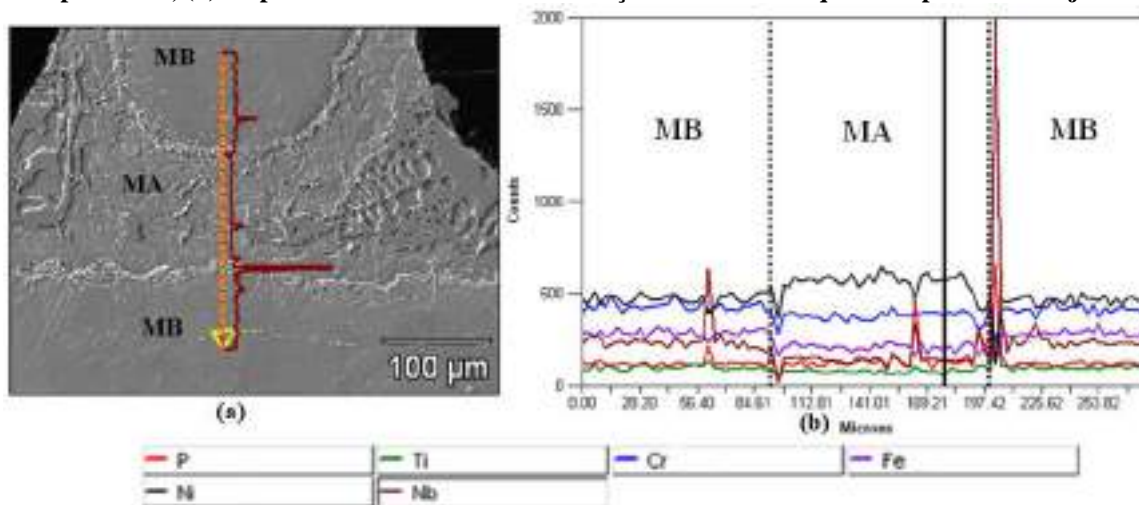 MB
MA
MB
100 µm
(a)
2000
1500
1000
500
0
Counts
MB
MA
MB
0.00 28.20 56.40 84.61 112.81 141.01 169.21 197.42 225.62 253.82
(b) Microns
P Ti Cr Fe
Ni Nb